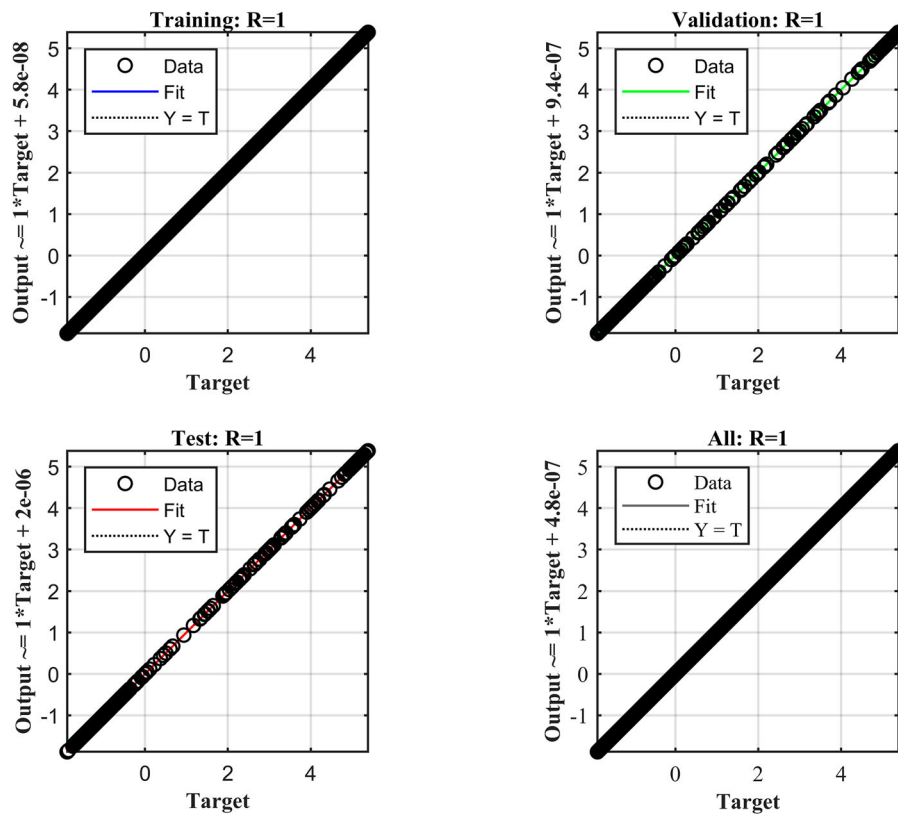 Training: R=1
Output ~= 1*Target + 5.8e-08
5
4
3
2
1
0
-1
Data
Fit
Y = T
0
2
4
Target
Validation: R=1
Output ~= 1*Target + 9.4e-07
5
4
3
2
1
0
-1
Data
Fit
Y = T
0
2
4
Target
Test: R=1
Output ~= 1*Target + 2e-06
5
4
3
2
1
0
-1
Data
Fit
Y = T
0
2
4
Target
All: R=1
Output ~= 1*Target + 4.8e-07
5
4
3
2
1
0
-1
Data
Fit
Y = T
0
2
4
Target